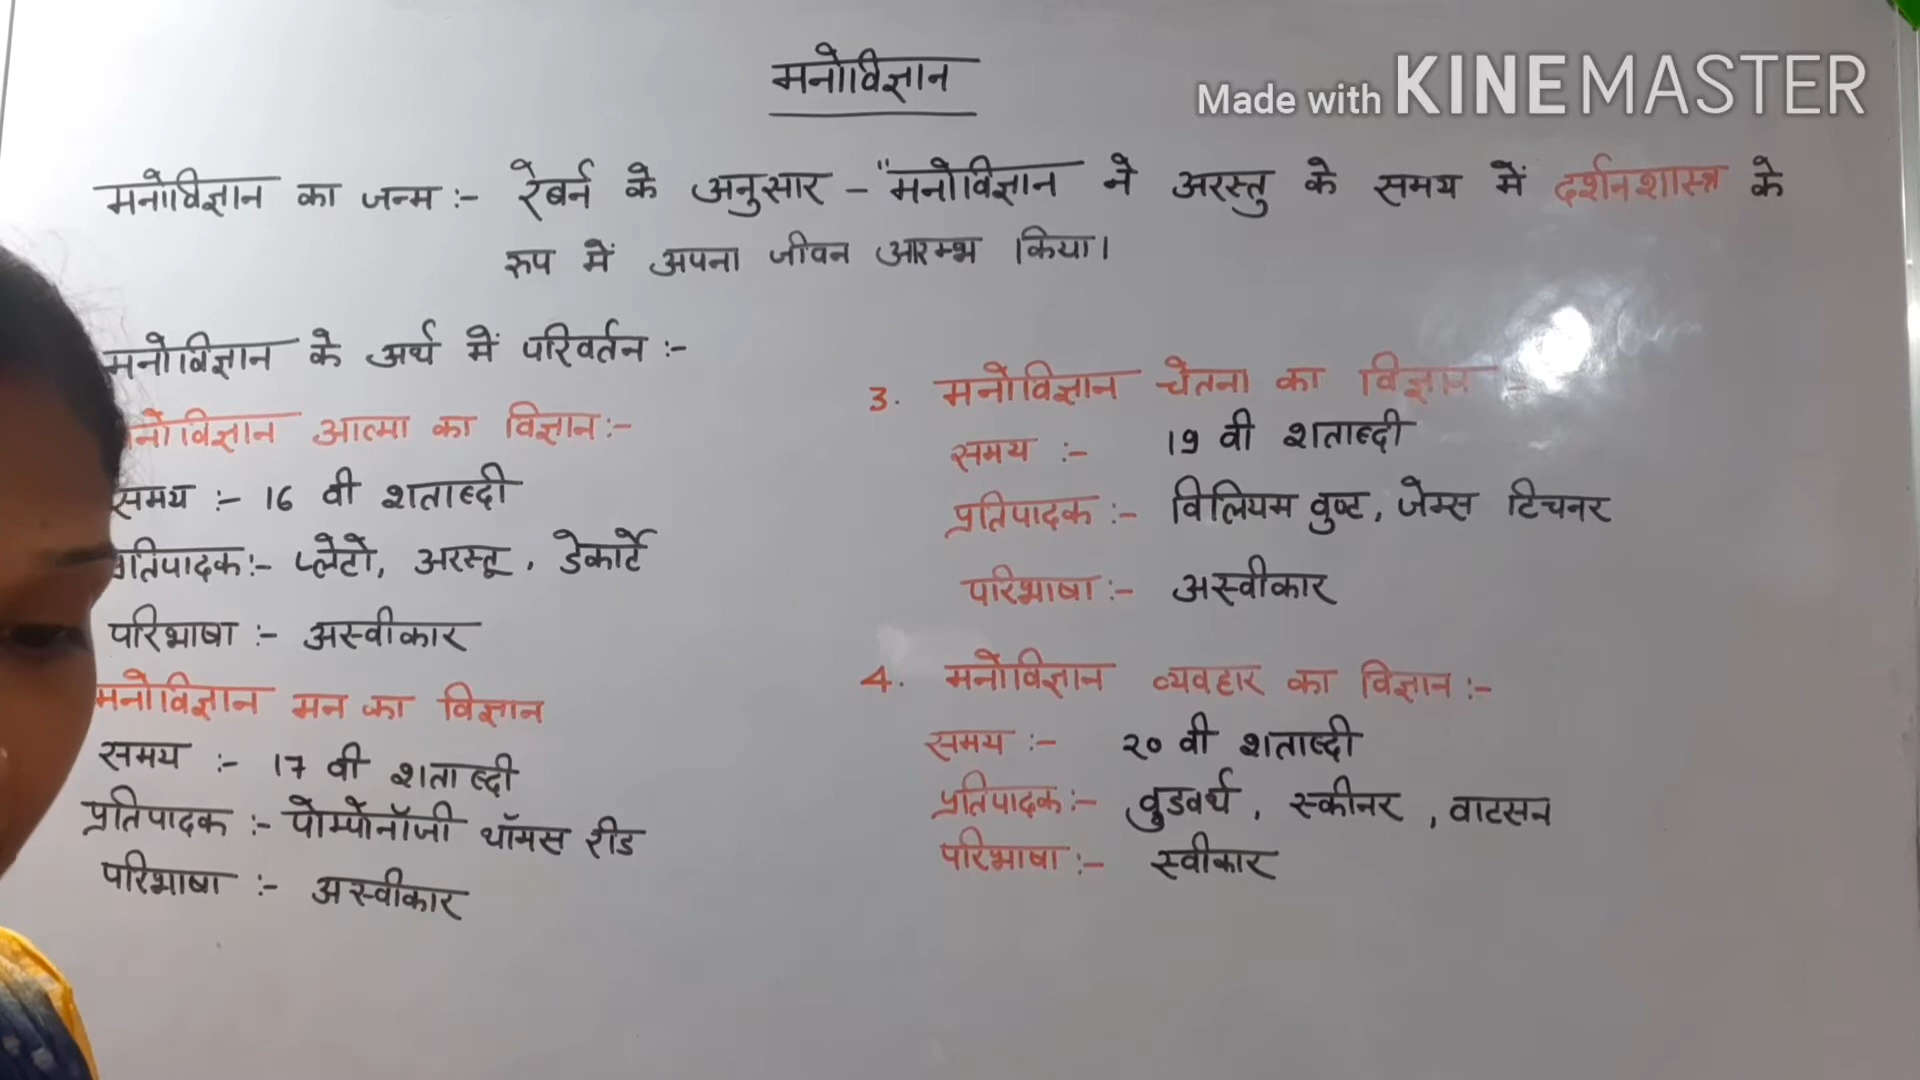 मनोविज्ञान
Made with KINEMASTER
मनोविज्ञान का जन्म :- रेबर्न के अनुसार - "मनोविज्ञान ने अरस्तु के समय में दर्शनशास्त्र के
रुप में अपना जीवन आरम्भ किया।
मनोविज्ञान के अर्थ में परिवर्तन :-
मनोविज्ञान आत्मा का विज्ञान :-
समय :- 16 वी शताब्दी
प्रतिपादक :- प्लेटो, अरस्तू, डेकार्टे
परिभाषा :- अस्वीकार
मनोविज्ञान मन का विज्ञान
समय :- 17 वी शताब्दी
प्रतिपादक :- पोम्पोनॉजी थॉमस रीड
परिभाषा :- अस्वीकार
3. मनोविज्ञान चेतना का विज्ञान :-
समय :- 19 वी शताब्दी
प्रतिपादक :- विलियम वुण्ट, जेम्स टिचनर
परिभाषा :- अस्वीकार
4. मनोविज्ञान व्यवहार का विज्ञान :-
समय :- २० वी शताब्दी
प्रतिपादक :- वुडवर्थ, स्कीनर, वाटसन
परिभाषा :- स्वीकार